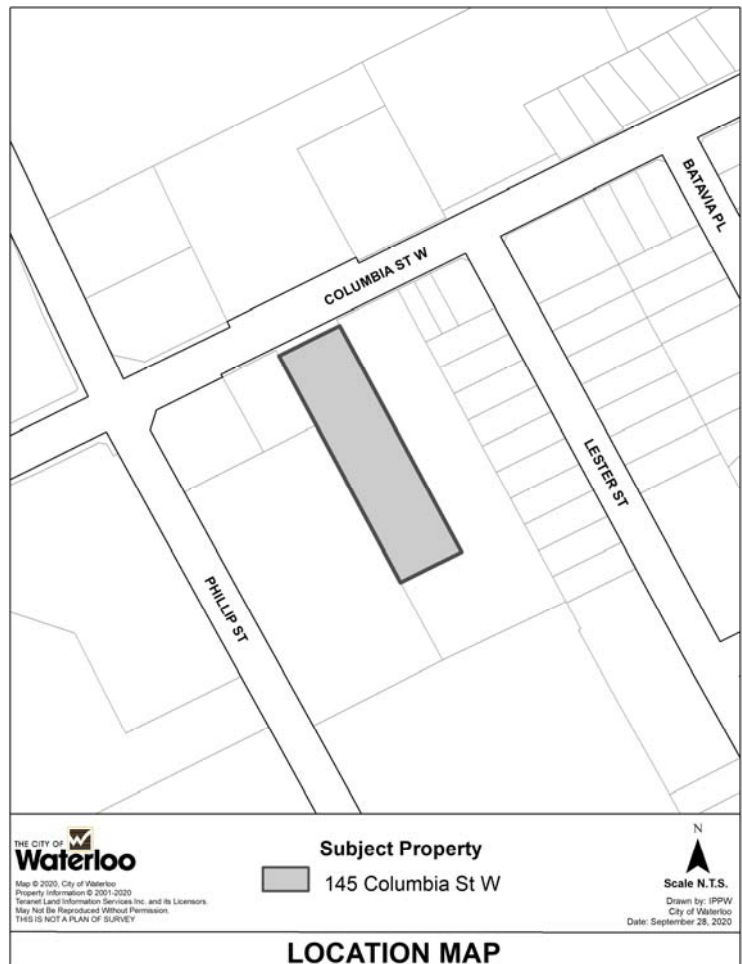 BATAVIA PL
COLUMBIA ST W
LESTER ST
PHILLIP ST
THE CITY OF
Waterloo
Map © 2020, City of Waterloo
Property Information © 2001-2020
Teranet Land Information Services Inc. and its Licensors.
May Not Be Reproduced Without Permission.
THIS IS NOT A PLAN OF SURVEY
Subject Property
145 Columbia St W
N
Scale N.T.S.
Drawn by: IPPW
City of Waterloo
Date: September 28, 2020
LOCATION MAP